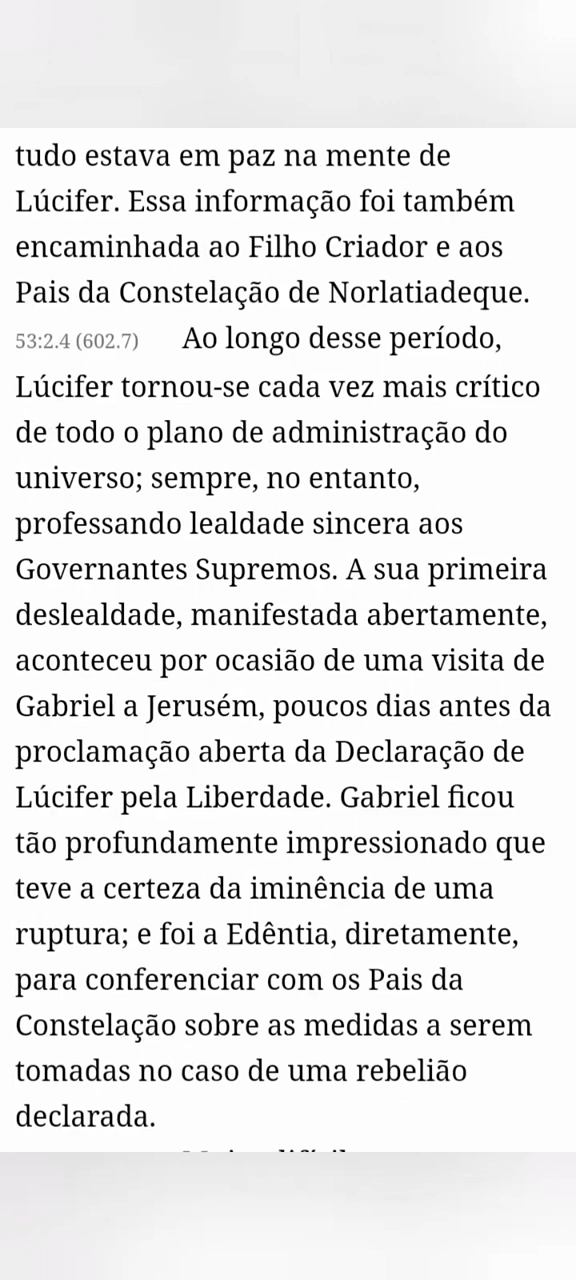 tudo estava em paz na mente de
Lúcifer. Essa informação foi também
encaminhada ao Filho Criador e aos
Pais da Constelação de Norlatiadeque.
53:2.4 (602.7) Ao longo desse período,
Lúcifer tornou-se cada vez mais crítico
de todo o plano de administração do
universo; sempre, no entanto,
professando lealdade sincera aos
Governantes Supremos. A sua primeira
deslealdade, manifestada abertamente,
aconteceu por ocasião de uma visita de
Gabriel a Jerusém, poucos dias antes da
proclamação aberta da Declaração de
Lúcifer pela Liberdade. Gabriel ficou
tão profundamente impressionado que
teve a certeza da iminência de uma
ruptura; e foi a Edêntia, diretamente,
para conferenciar com os Pais da
Constelação sobre as medidas a serem
tomadas no caso de uma rebelião
declarada.